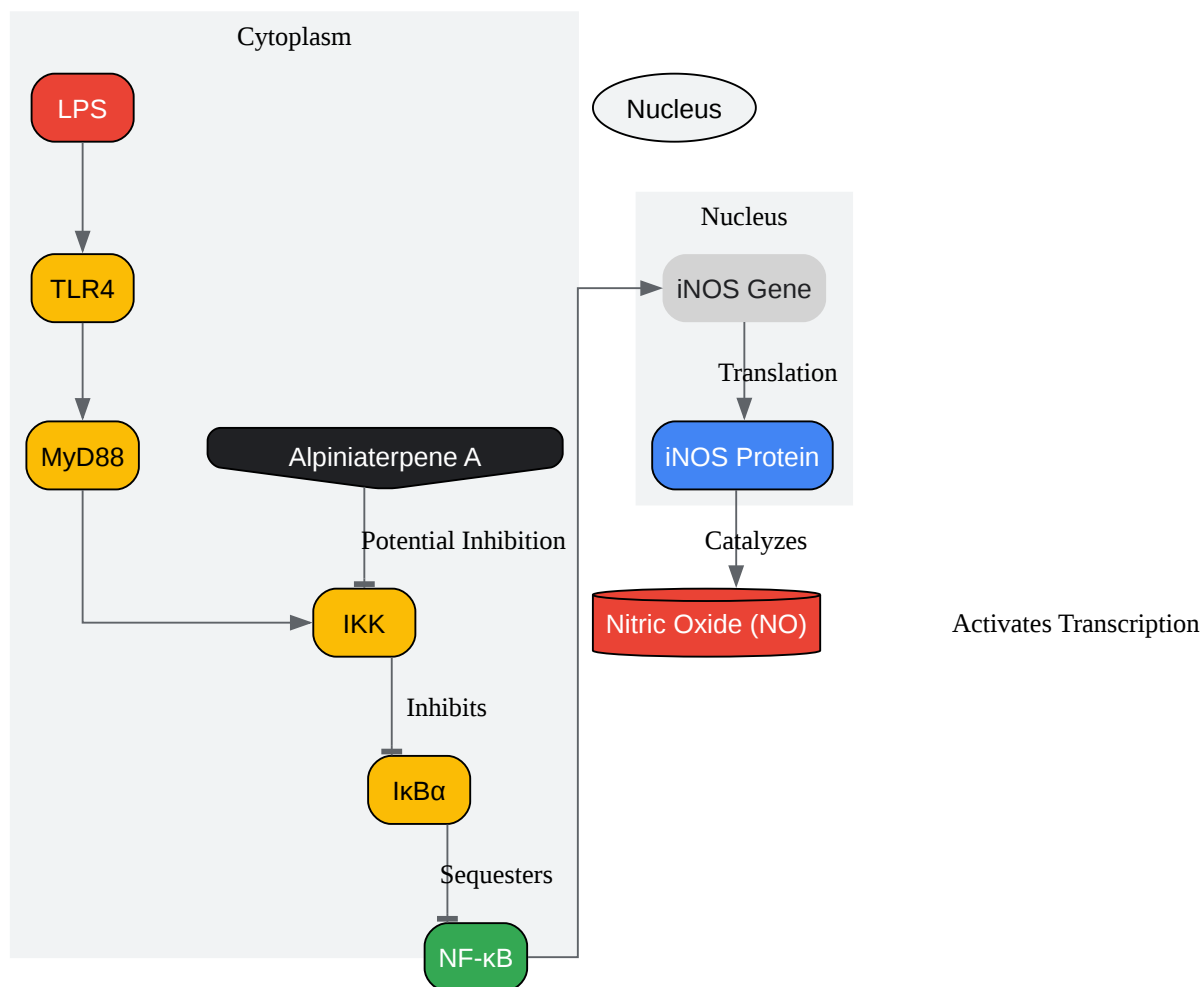 Cytoplasm
LPS
Nucleus
Nucleus
TLR4
iNOS Gene
Translation
MyD88
Alpiniaterpene A
iNOS Protein
Potential Inhibition
Catalyzes
IKK
Nitric Oxide (NO)
Activates Transcription
Inhibits
IκBα
Sequesters
NF-κB